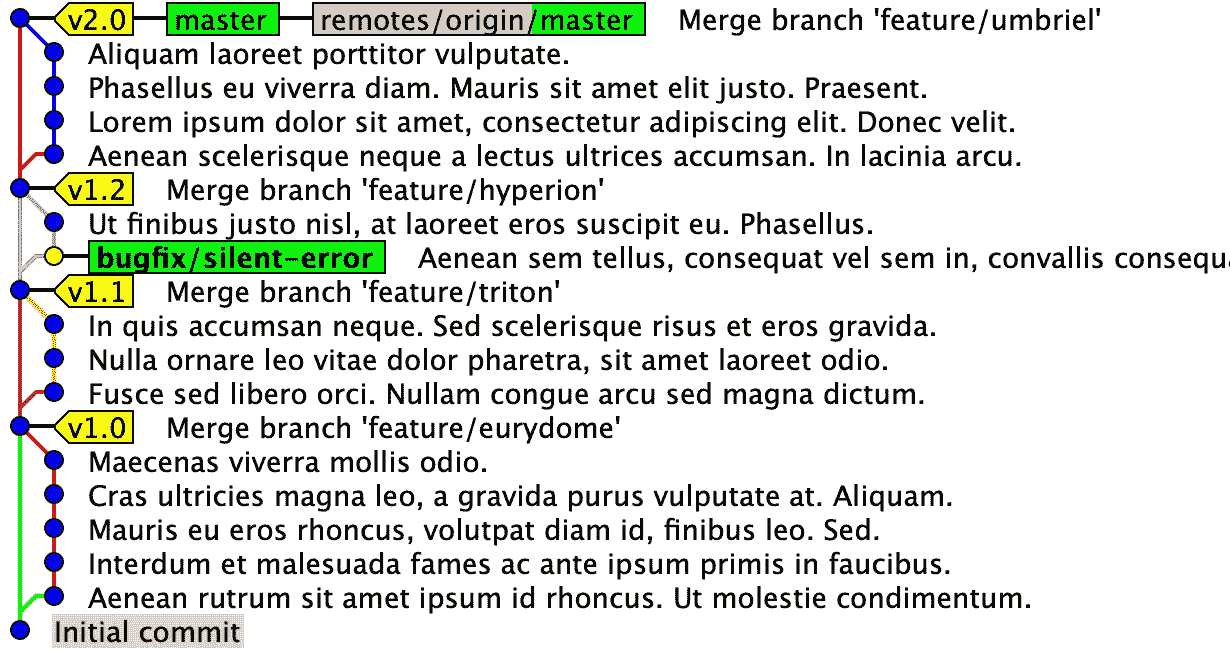 v2.0 master remotes/origin/master Merge branch 'feature/umbriel'
Aliquam laoreet porttitor vulputate.
Phasellus eu viverra diam. Mauris sit amet elit justo. Praesent.
Lorem ipsum dolor sit amet, consectetur adipiscing elit. Donec velit.
Aenean scelerisque neque a lectus ultrices accumsan. In lacinia arcu.
v1.2 Merge branch 'feature/hyperion'
Ut finibus justo nisl, at laoreet eros suscipit eu. Phasellus.
bugfix/silent-error Aenean sem tellus, consequat vel sem in, convallis consequa
v1.1 Merge branch 'feature/triton'
In quis accumsan neque. Sed scelerisque risus et eros gravida.
Nulla ornare leo vitae dolor pharetra, sit amet laoreet odio.
Fusce sed libero orci. Nullam congue arcu sed magna dictum.
v1.0 Merge branch 'feature/eurydome'
Maecenas viverra mollis odio.
Cras ultricies magna leo, a gravida purus vulputate at. Aliquam.
Mauris eu eros rhoncus, volutpat diam id, finibus leo. Sed.
Interdum et malesuada fames ac ante ipsum primis in faucibus.
Aenean rutrum sit amet ipsum id rhoncus. Ut molestie condimentum.
Initial commit